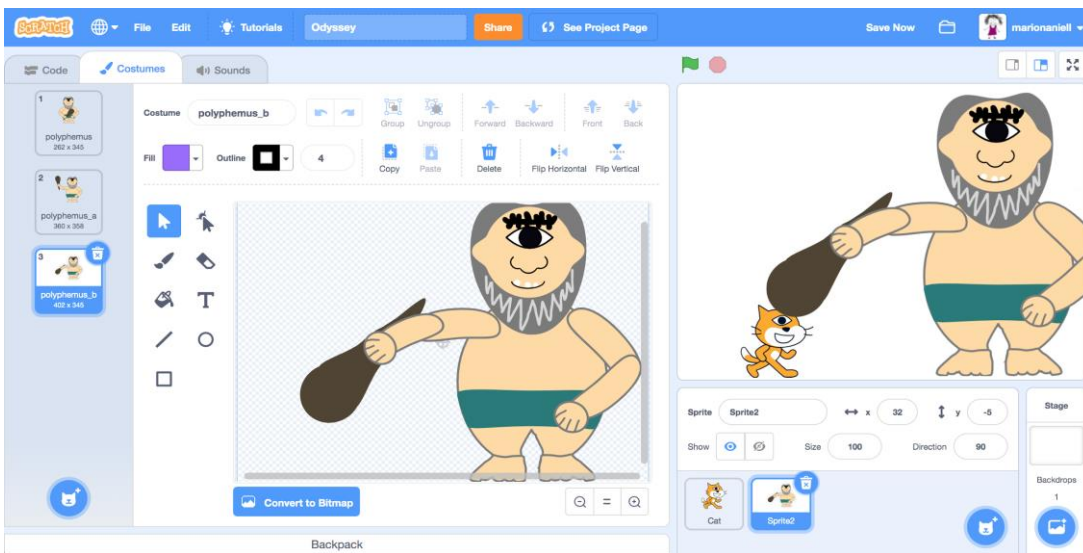 SCRATCH File Edit Tutorials Odyssey Share See Project Page Save Now marionaniell
Code Costumes Sounds
1
polyphemus
262 x 345
2
polyphemus_a
360 x 358
3
polyphemus_b
402 x 345
Costume polyphemus_b Group Ungroup Forward Backward Front Back
Fill Outline 4 Copy Paste Delete Flip Horizontal Flip Vertical
T
Convert to Bitmap
Backpack
Sprite Sprite2 x 32 y -5
Show Size 100 Direction 90
Cat Sprite2
Stage
Backdrops
1